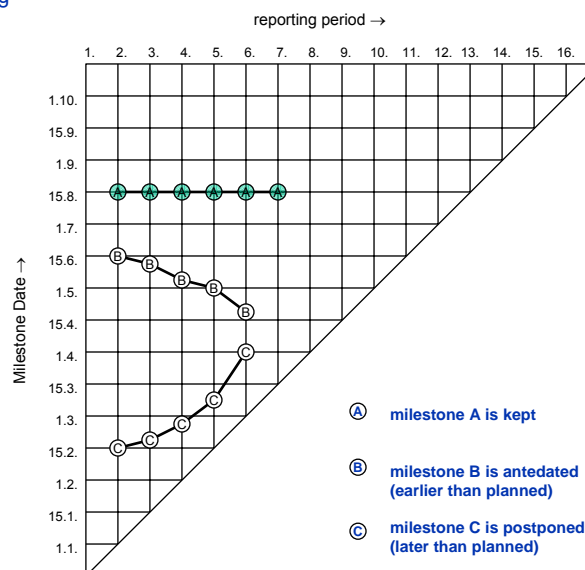 g
reporting period →
1. 2. 3. 4. 5. 6. 7. 8. 9. 10. 11. 12. 13. 14. 15. 16.
Milestone Date →
1.10.
15.9.
1.9.
15.8.
1.7.
15.6.
1.5.
15.4.
1.4.
15.3.
1.3.
15.2.
1.2.
15.1.
1.1.
A A A A A A
B B B B B
C C C C C
A milestone A is kept
B milestone B is antedated
(earlier than planned)
C milestone C is postponed
(later than planned)